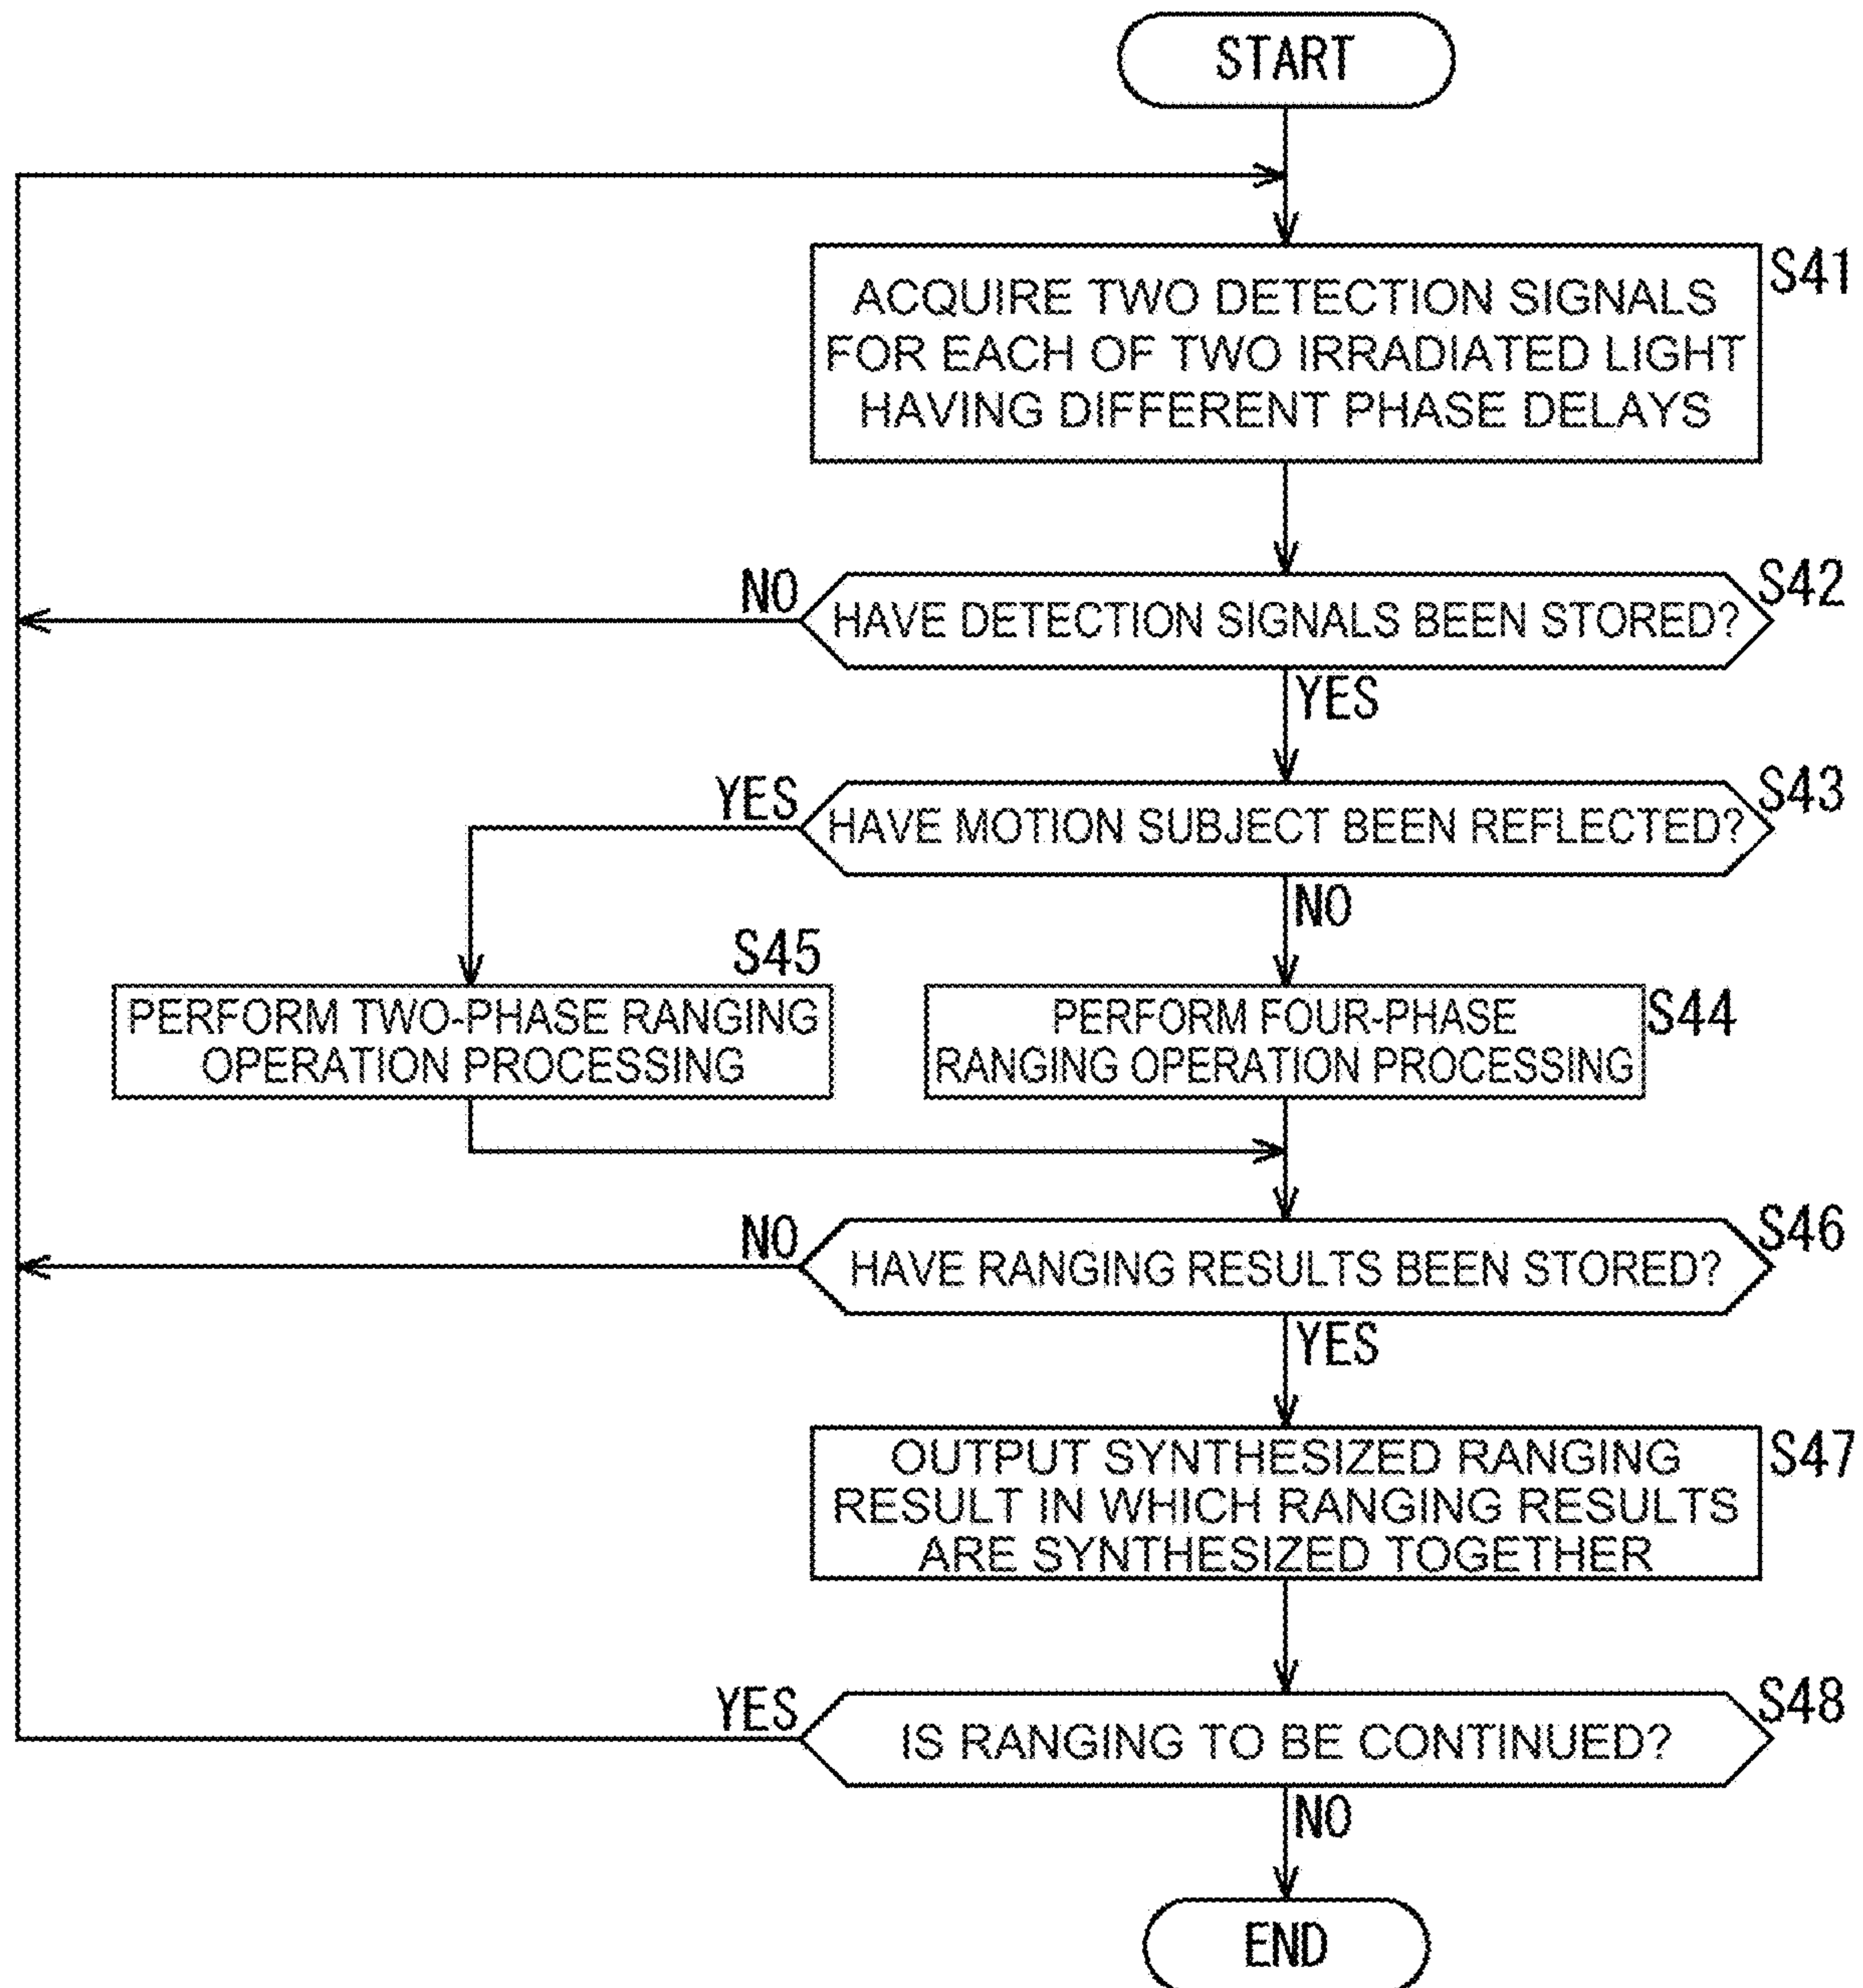 START
S41
ACQUIRE TWO DETECTION SIGNALS
FOR EACH OF TWO IRRADIATED LIGHT
HAVING DIFFERENT PHASE DELAYS
S42
NO
HAVE DETECTION SIGNALS BEEN STORED?
YES
S43
YES
HAVE MOTION SUBJECT BEEN REFLECTED?
NO
S45
PERFORM TWO-PHASE RANGING
OPERATION PROCESSING
S44
PERFORM FOUR-PHASE
RANGING OPERATION PROCESSING
S46
NO
HAVE RANGING RESULTS BEEN STORED?
YES
S47
OUTPUT SYNTHESIZED RANGING
RESULT IN WHICH RANGING RESULTS
ARE SYNTHESIZED TOGETHER
S48
YES
IS RANGING TO BE CONTINUED?
NO
END